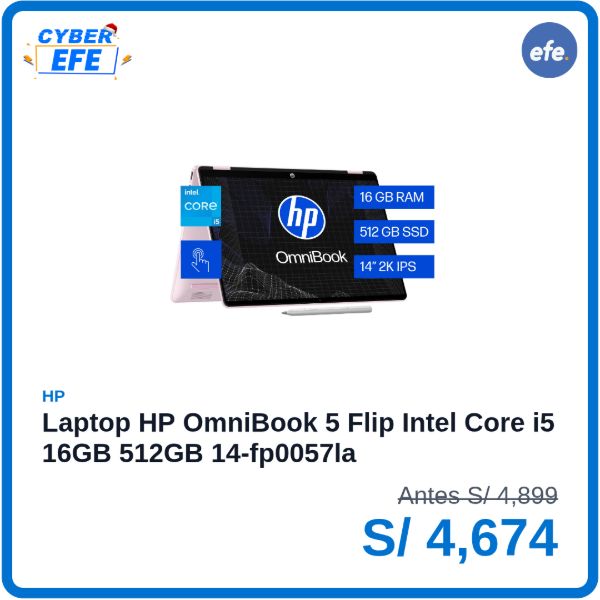 CYBER
EFE
efe.
intel.
CORE
i5
hp
OmniBook
16 GB RAM
512 GB SSD
14" 2K IPS
HP
Laptop HP OmniBook 5 Flip Intel Core i5
16GB 512GB 14-fp0057la
Antes S/ 4,899
S/ 4,674